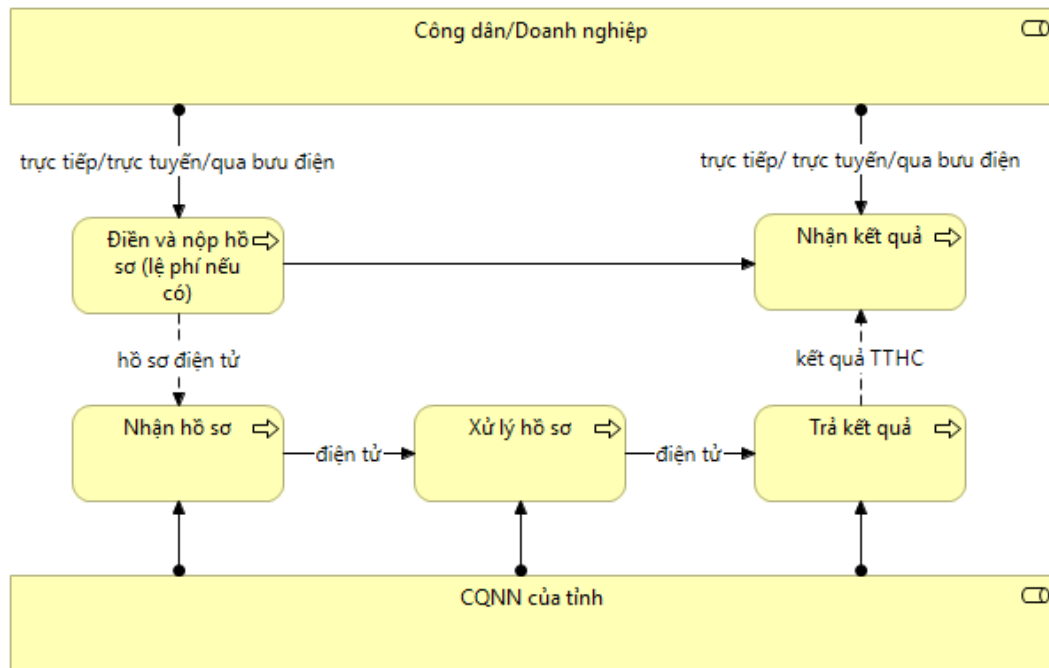 Công dân/Doanh nghiệp
trực tiếp/trực tuyến/qua bưu điện
trực tiếp/ trực tuyến/qua bưu điện
Điền và nộp hồ
sơ (lệ phí nếu
có)
Nhận kết quả
hồ sơ điện tử
kết quả TTHC
Nhận hồ sơ
điện tử
Xử lý hồ sơ
điện tử
Trả kết quả
CQNN của tỉnh